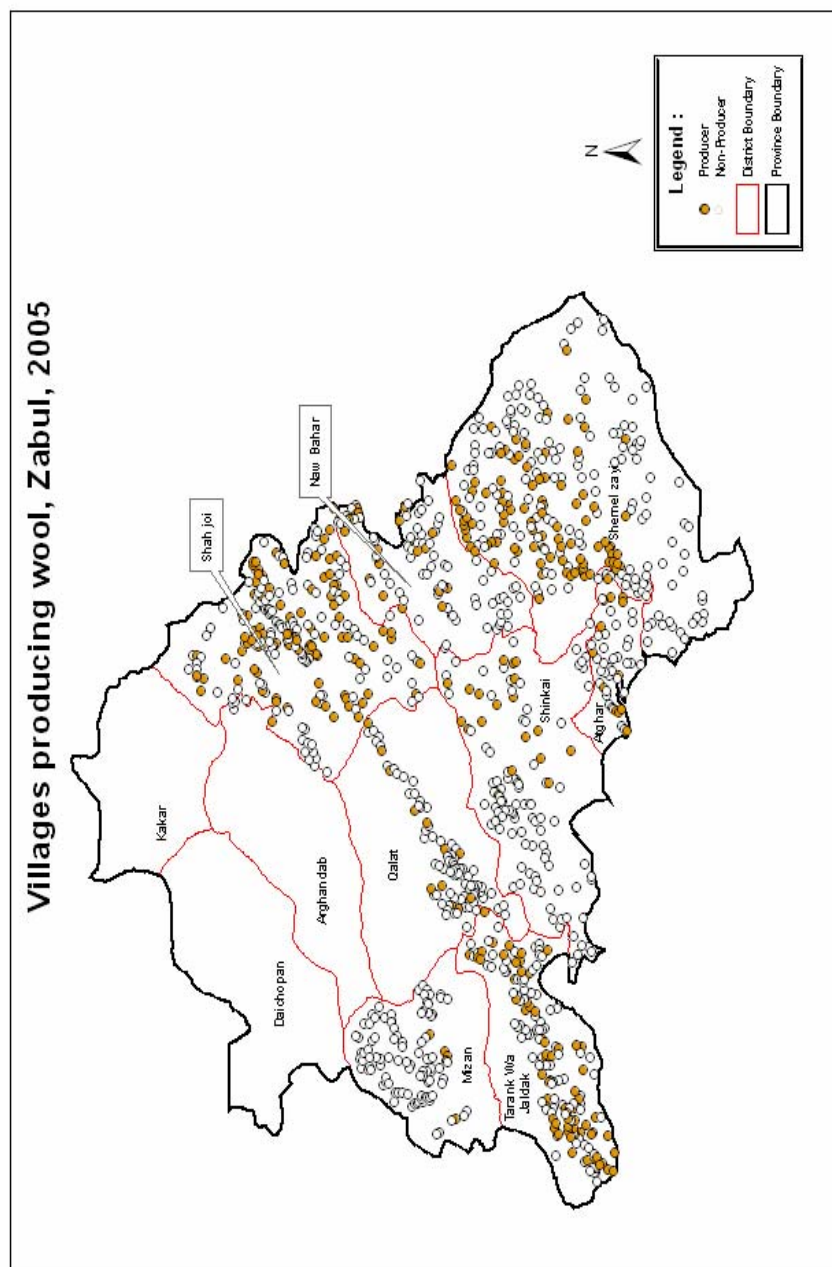 Villages producing wool, Zabul, 2005
Kakar
Shah joi
Daichopan
Arghandab
Naw Bahar
Qalat
Mizan
Tarank Wa
Jaldak
Shinkai
Atghar
Shemel zayi
N
Legend :
Producer
Non-Producer
District Boundary
Province Boundary